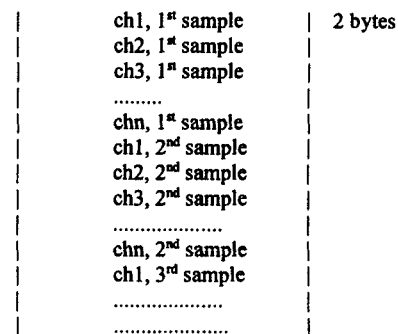 | ch1, 1st sample | 2 bytes
| ch2, 1st sample |
| ch3, 1st sample |
| ......... |
| chn, 1st sample |
| ch1, 2nd sample |
| ch2, 2nd sample |
| ch3, 2nd sample |
| .................... |
| chn, 2nd sample |
| ch1, 3rd sample |
| .................... |
| ..................... |